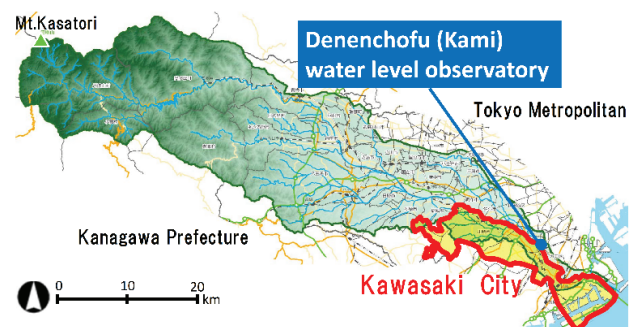 Mt.Kasatori
Denenchofu (Kami)
water level observatory
Tokyo Metropolitan
Kanagawa Prefecture
Kawasaki City
0 10 20
km